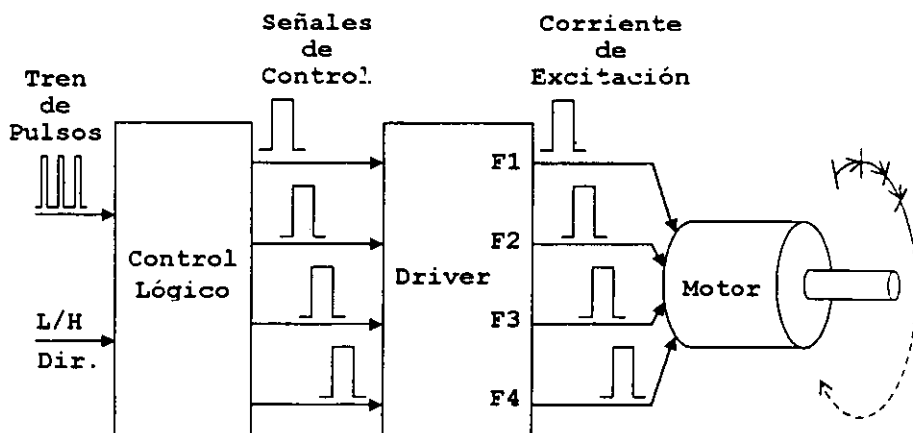 Señales
de
Control
Corriente
de
Excitación
Tren
de
Pulsos
Control
Lógico
L/H
Dir.
Driver
F1
F2
F3
F4
Motor